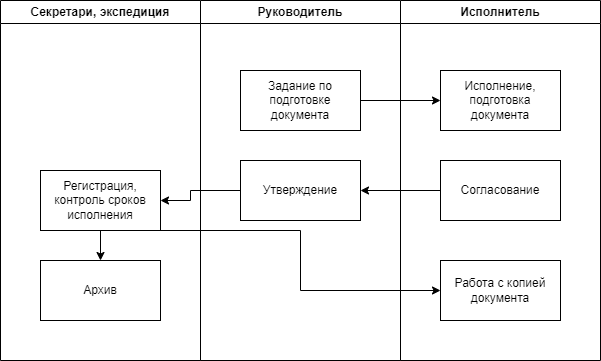 Секретари, экспедиция
Руководитель
Исполнитель
Задание по
подготовке
документа
Исполнение,
подготовка
документа
Утверждение
Согласование
Регистрация,
контроль сроков
исполнения
Архив
Работа с копией
документа